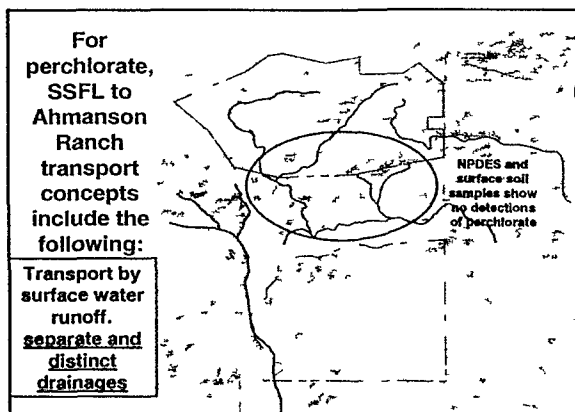 For
perchlorate,
SSFL to
Ahmanson
Ranch
transport
concepts
include the
following:
Transport by
surface water
runoff.
separate and
distinct
drainages
NPDES and
surface soil
samples show
no detections
of perchlorate